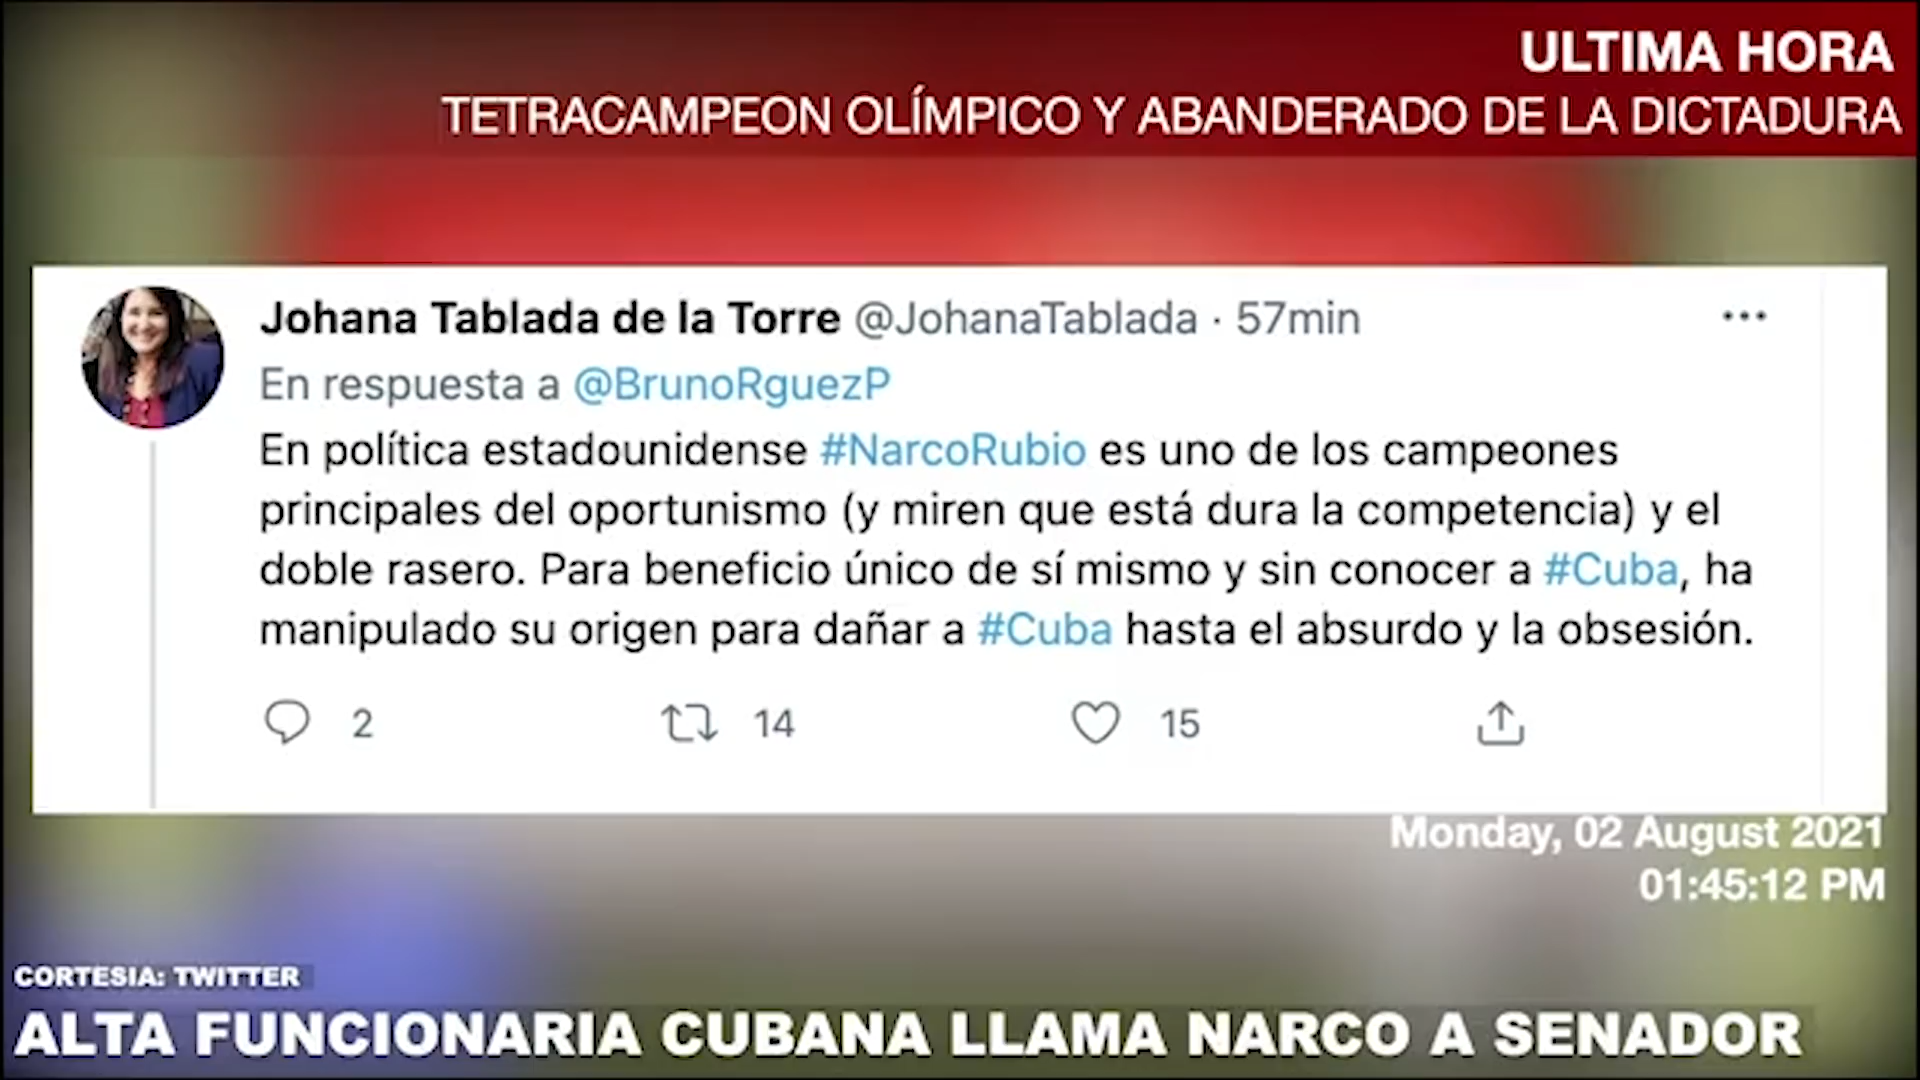 ULTIMA HORA
TETRACAMPEON OLÍMPICO Y ABANDERADO DE LA DICTADURA
Johana Tablada de la Torre @JohanaTablada · 57min
En respuesta a @BrunoRguezP
En política estadounidense #NarcoRubio es uno de los campeones
principales del oportunismo (y miren que está dura la competencia) y el
doble rasero. Para beneficio único de sí mismo y sin conocer a #Cuba, ha
manipulado su origen para dañar a #Cuba hasta el absurdo y la obsesión.
2 14 15
Monday, 02 August 2021
01:45:12 PM
CORTESIA: TWITTER
ALTA FUNCIONARIA CUBANA LLAMA NARCO A SENADOR